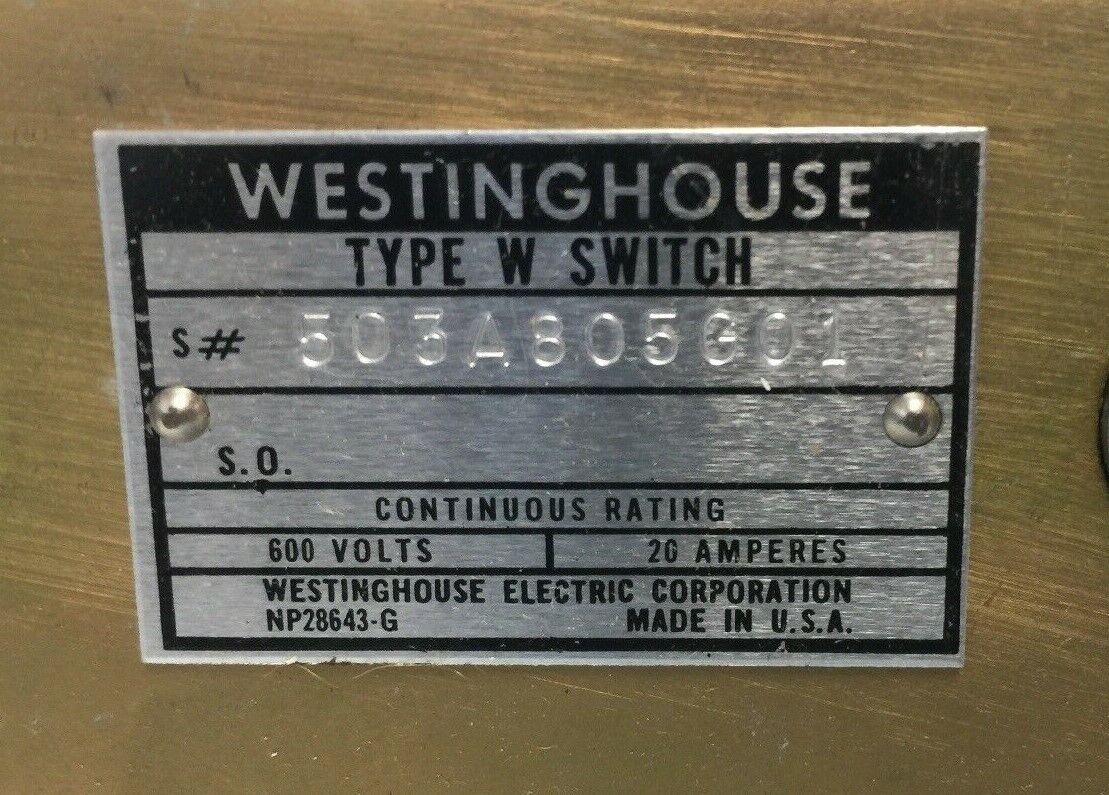 WESTINGHOUSE
TYPE W SWITCH
S# 503A805G01
S.O.
CONTINUOUS RATING
600 VOLTS 20 AMPERES
WESTINGHOUSE ELECTRIC CORPORATION
NP28643-G MADE IN U.S.A.